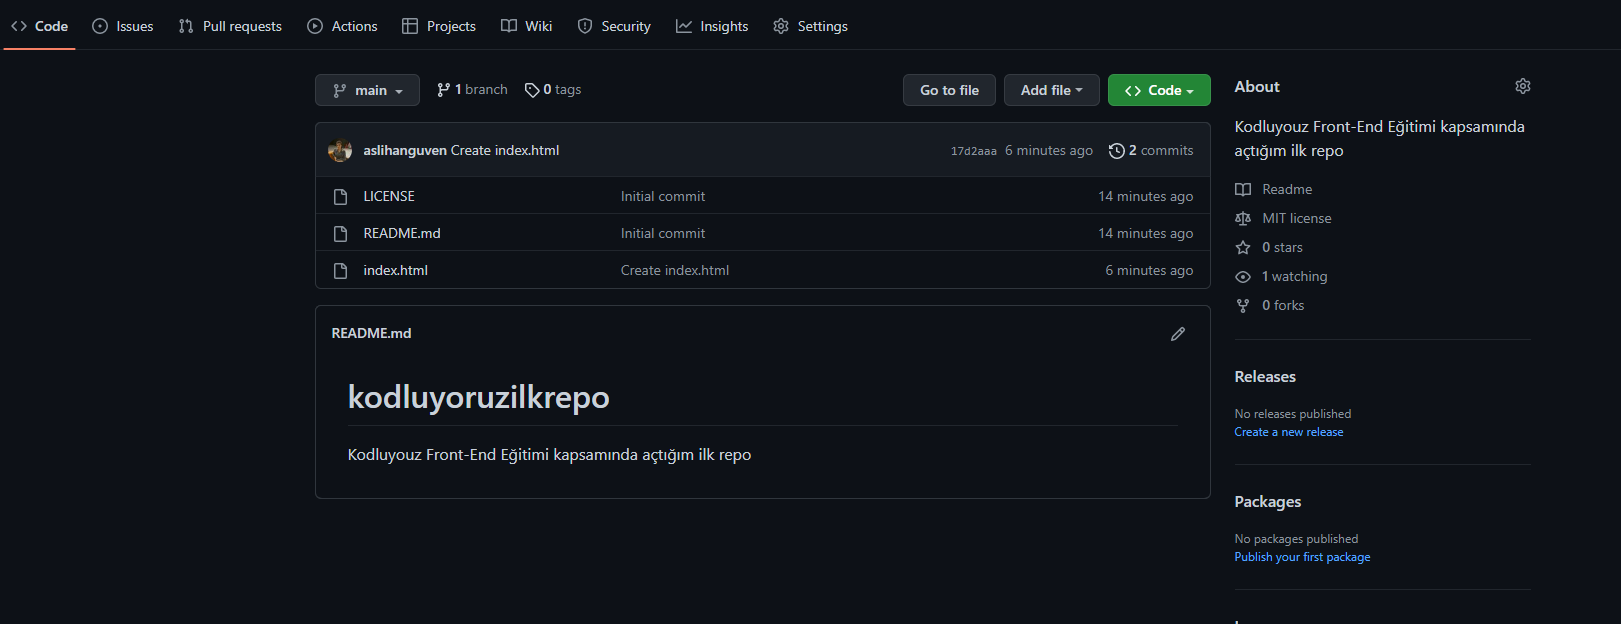 Code Issues Pull requests Actions Projects Wiki Security Insights Settings
main 1 branch 0 tags Go to file Add file Code
aslihanguven Create index.html 17d2aaa 6 minutes ago 2 commits
LICENSE Initial commit 14 minutes ago
README.md Initial commit 14 minutes ago
index.html Create index.html 6 minutes ago
README.md
kodluyoruzilkrepo
Kodluyouz Front-End Eğitimi kapsamında açtığım ilk repo
About
Kodluyouz Front-End Eğitimi kapsamında
açtığım ilk repo
Readme
MIT license
0 stars
1 watching
0 forks
Releases
No releases published
Create a new release
Packages
No packages published
Publish your first package